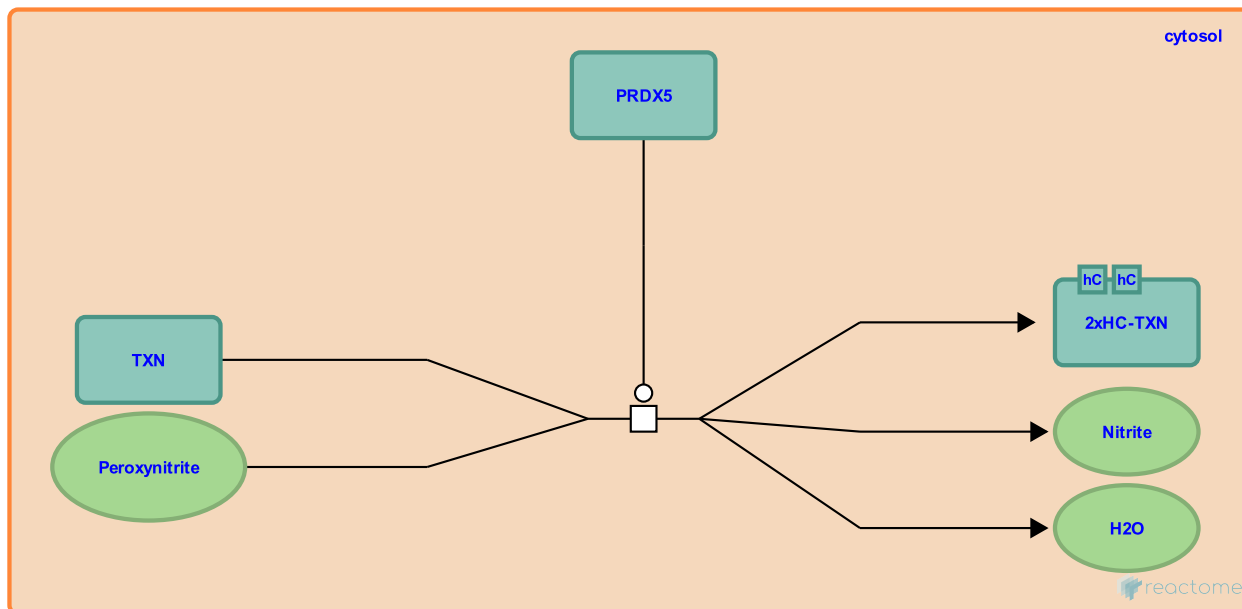 cytosol
PRDX5
hC hC
2xHC-TXN
TXN
Nitrite
Peroxynitrite
H2O
reactome